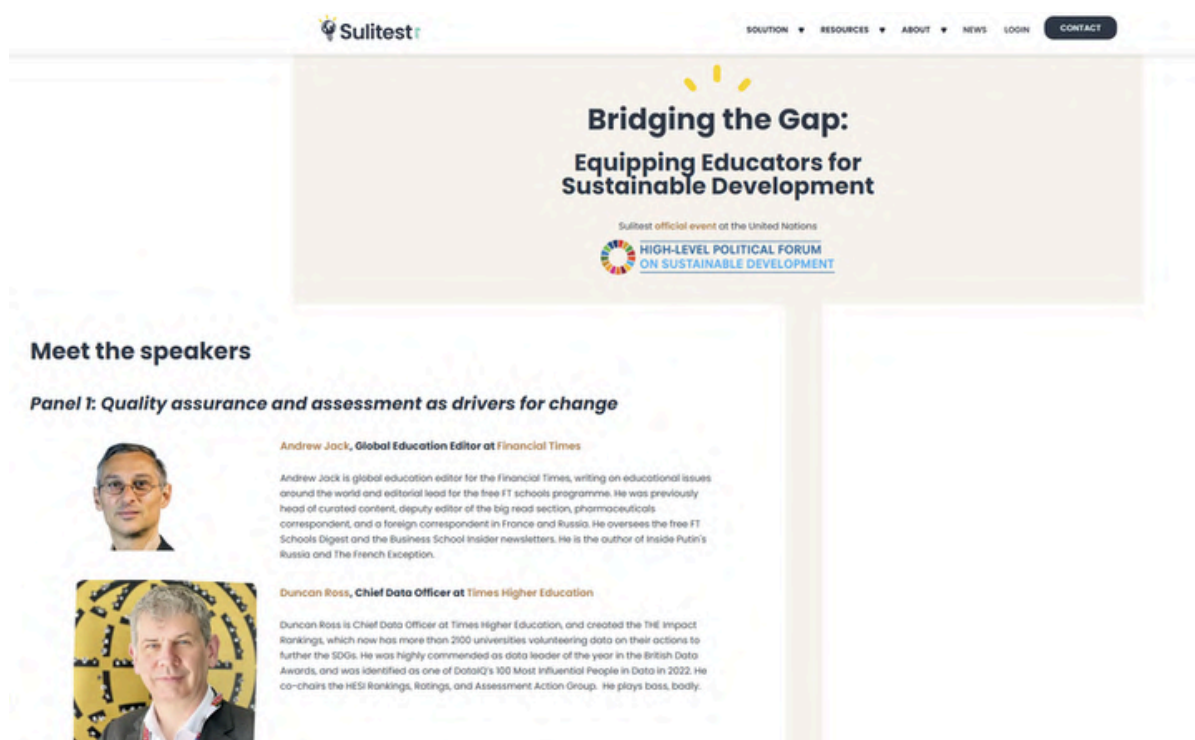 Sulitest
SOLUTION ▼ RESOURCES ▼ ABOUT ▼ NEWS LOGIN CONTACT
Bridging the Gap:
Equipping Educators for
Sustainable Development
Sulitest official event at the United Nations
HIGH-LEVEL POLITICAL FORUM
ON SUSTAINABLE DEVELOPMENT
Meet the speakers
Panel 1: Quality assurance and assessment as drivers for change
Andrew Jack, Global Education Editor at Financial Times
Andrew Jack is global education editor for the Financial Times, writing on educational issues
around the world and editorial lead for the free FT schools programme. He was previously
head of curated content, deputy editor of the big read section, pharmaceuticals
correspondent, and a foreign correspondent in France and Russia. He oversees the free FT
Schools Digest and the Business School Insider newsletters. He is the author of Inside Putin's
Russia and The French Exception.
Duncan Ross, Chief Data Officer at Times Higher Education
Duncan Ross is Chief Data Officer at Times Higher Education, and created the THE Impact
Rankings, which now has more than 2100 universities volunteering data on their actions to
further the SDGs. He was highly commended as data leader of the year in the British Data
Awards, and was identified as one of DataIQ's 100 Most Influential People in Data in 2022. He
co-chairs the HESI Rankings, Ratings, and Assessment Action Group. He plays bass, badly.